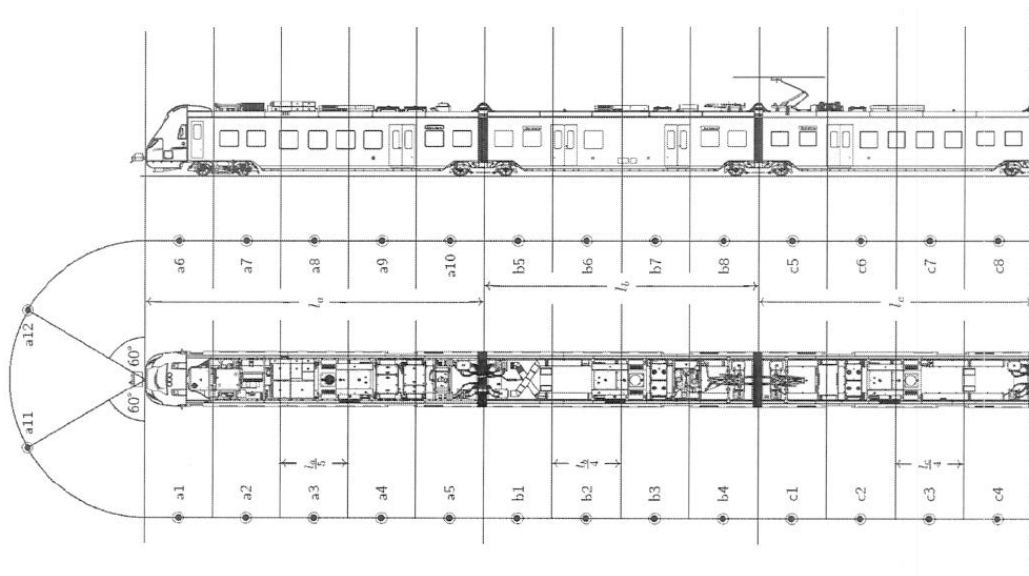 a6 a7 a8 a9 a10 b5 b6 b7 b8 c5 c6 c7 c8
l_a l_b l_c
a12
60°
60°
a11
l_a/5 l_b/4 l_c/4
a1 a2 a3 a4 a5 b1 b2 b3 b4 c1 c2 c3 c4